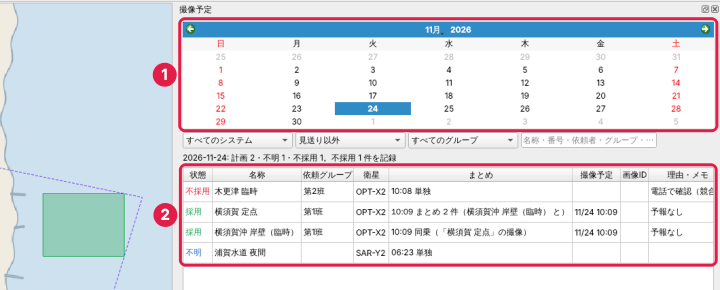 撮像予定
11月, 2026
日 月 火 水 木 金 土
25 26 27 28 29 30 31
1 2 3 4 5 6 7
8 9 10 11 12 13 14
15 16 17 18 19 20 21
22 23 24 25 26 27 28
29 30 1 2 3 4 5
1
すべてのシステム 見送り以外 すべてのグループ 名称・番号・依頼者・グループ・…
2026-11-24: 計画 2・不明 1・不採用 1、不採用 1 件を記録
状態 名称 依頼グループ 衛星 まとめ 撮像予定 画像ID 理由・メモ
不採用 木更津 臨時 第2班 OPT-X2 10:08 単独 電話で確認（競合
採用 横須賀 定点 第1班 OPT-X2 10:09 まとめ 2 件（横須賀沖 岸壁（臨時） と） 11/24 10:09 予報なし
採用 横須賀沖 岸壁（臨時） 第1班 OPT-X2 10:09 同乗（「横須賀 定点」の撮像） 11/24 10:09 予報なし
不明 浦賀水道 夜間 SAR-Y2 06:23 単独
2